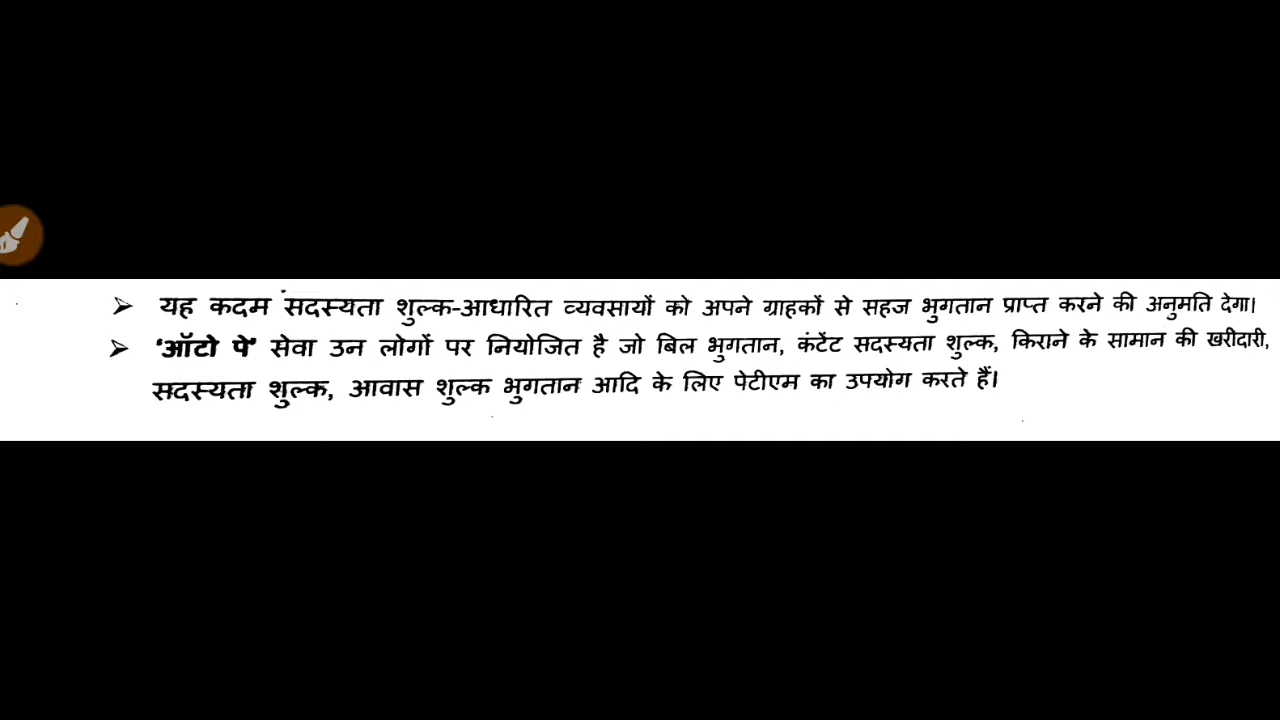 ➢ यह कदम सदस्यता शुल्क-आधारित व्यवसायों को अपने ग्राहकों से सहज भुगतान प्राप्त करने की अनुमति देगा।
➢ 'ऑटो पे' सेवा उन लोगों पर नियोजित है जो बिल भुगतान, कंटेंट सदस्यता शुल्क, किराने के सामान की खरीदारी,
सदस्यता शुल्क, आवास शुल्क भुगतान आदि के लिए पेटीएम का उपयोग करते हैं।